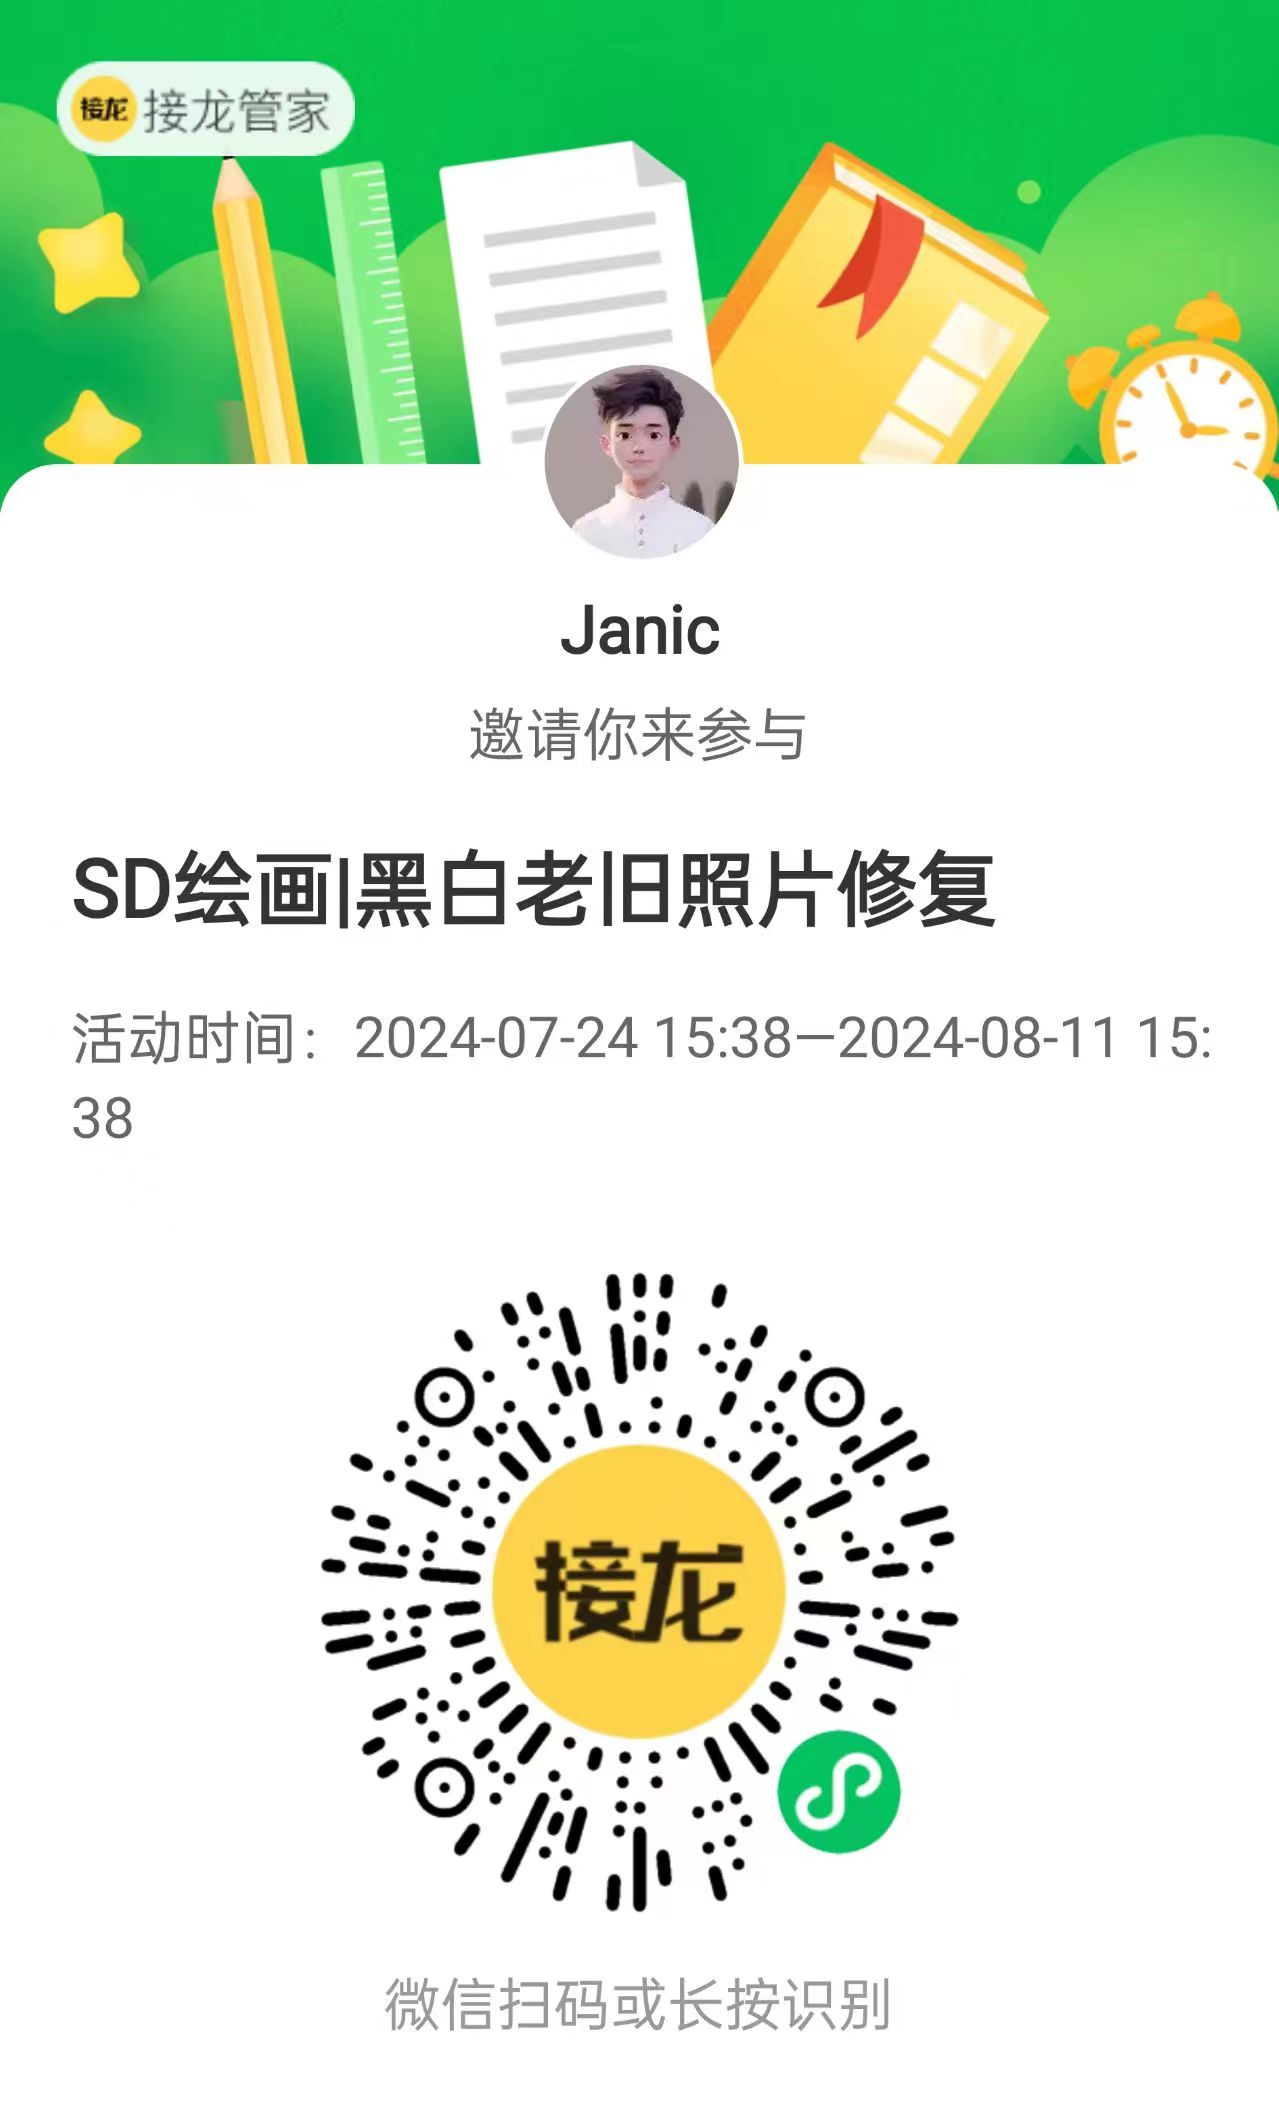 接龙 接龙管家
Janic
邀请你来参与
SD绘画|黑白老旧照片修复
活动时间：2024-07-24 15:38—2024-08-11 15:
38
接龙
微信扫码或长按识别